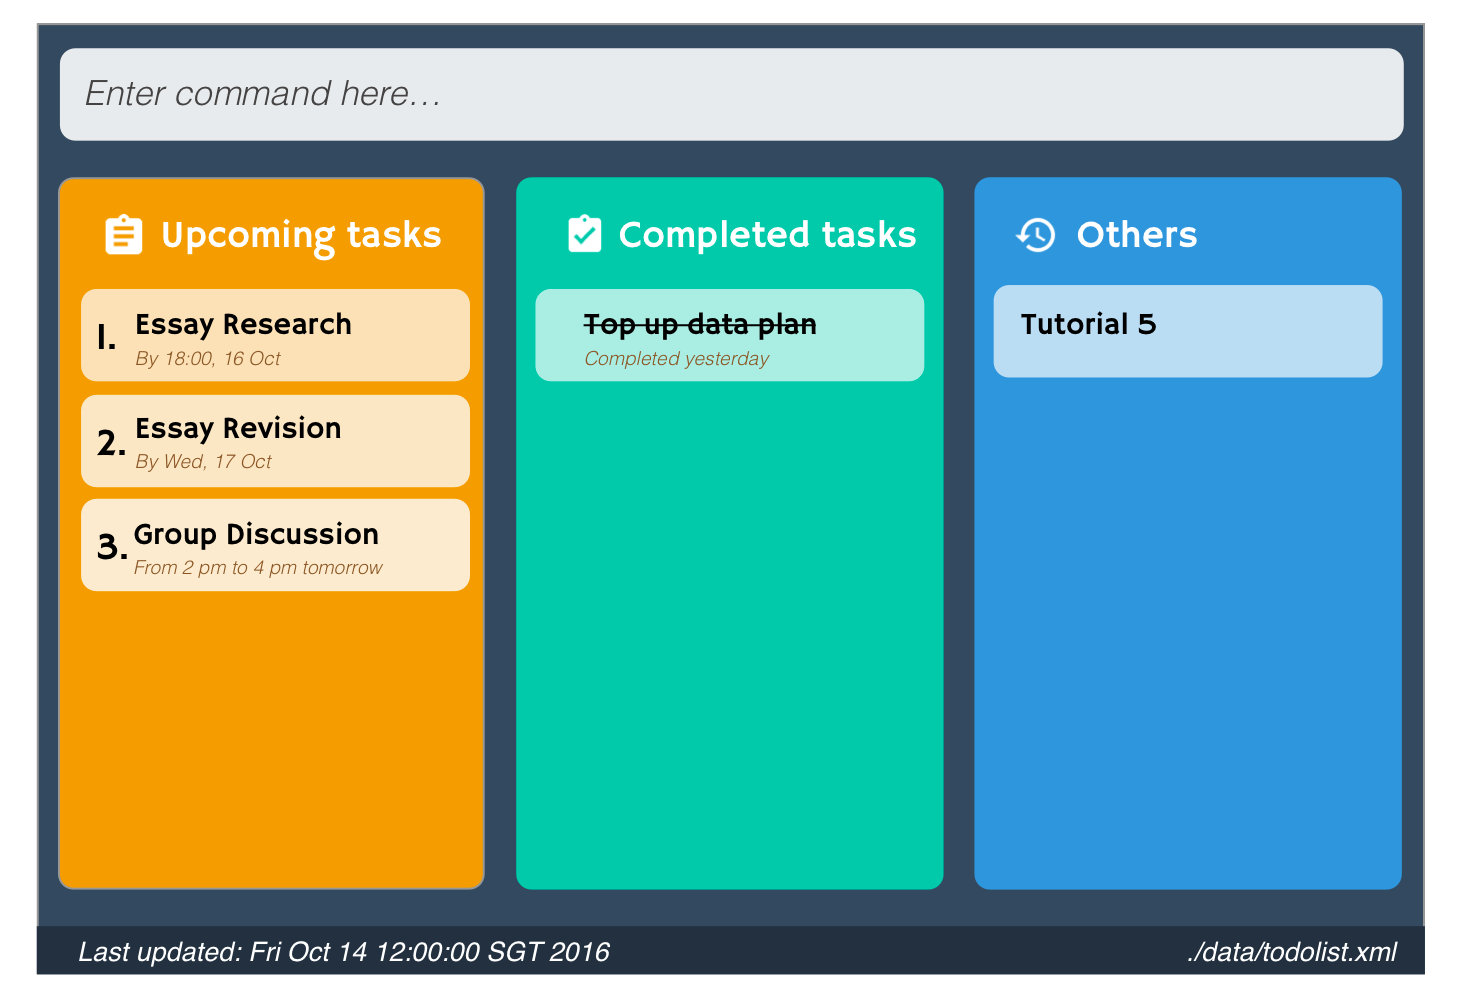 Enter command here...
Upcoming tasks
1. Essay Research
By 18:00, 16 Oct
2. Essay Revision
By Wed, 17 Oct
3. Group Discussion
From 2 pm to 4 pm tomorrow
Completed tasks
Top up data plan
Completed yesterday
Others
Tutorial 5
Last updated: Fri Oct 14 12:00:00 SGT 2016
./data/todolist.xml